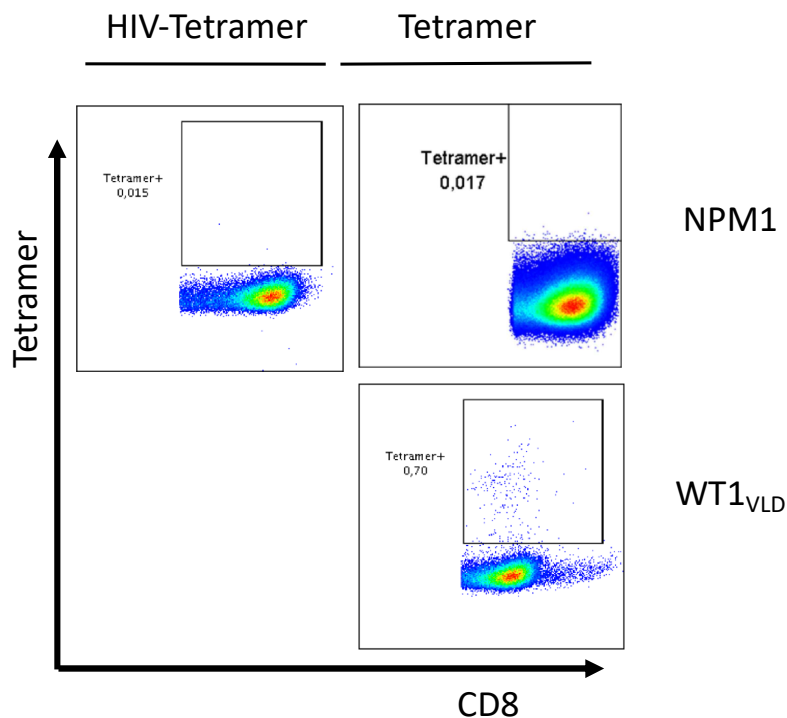 HIV-Tetramer Tetramer
Tetramer+
0,015
Tetramer+
0,017
NPM1
Tetramer
Tetramer+
0,70
WT1VLD
CD8